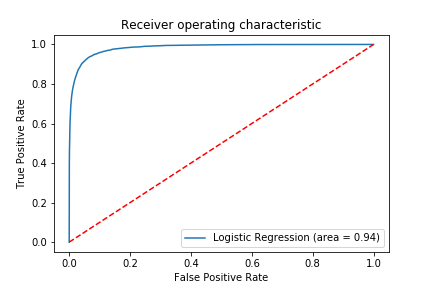 Receiver operating characteristic
True Positive Rate
1.0
0.8
0.6
0.4
0.2
0.0
Logistic Regression (area = 0.94)
0.0 0.2 0.4 0.6 0.8 1.0
False Positive Rate